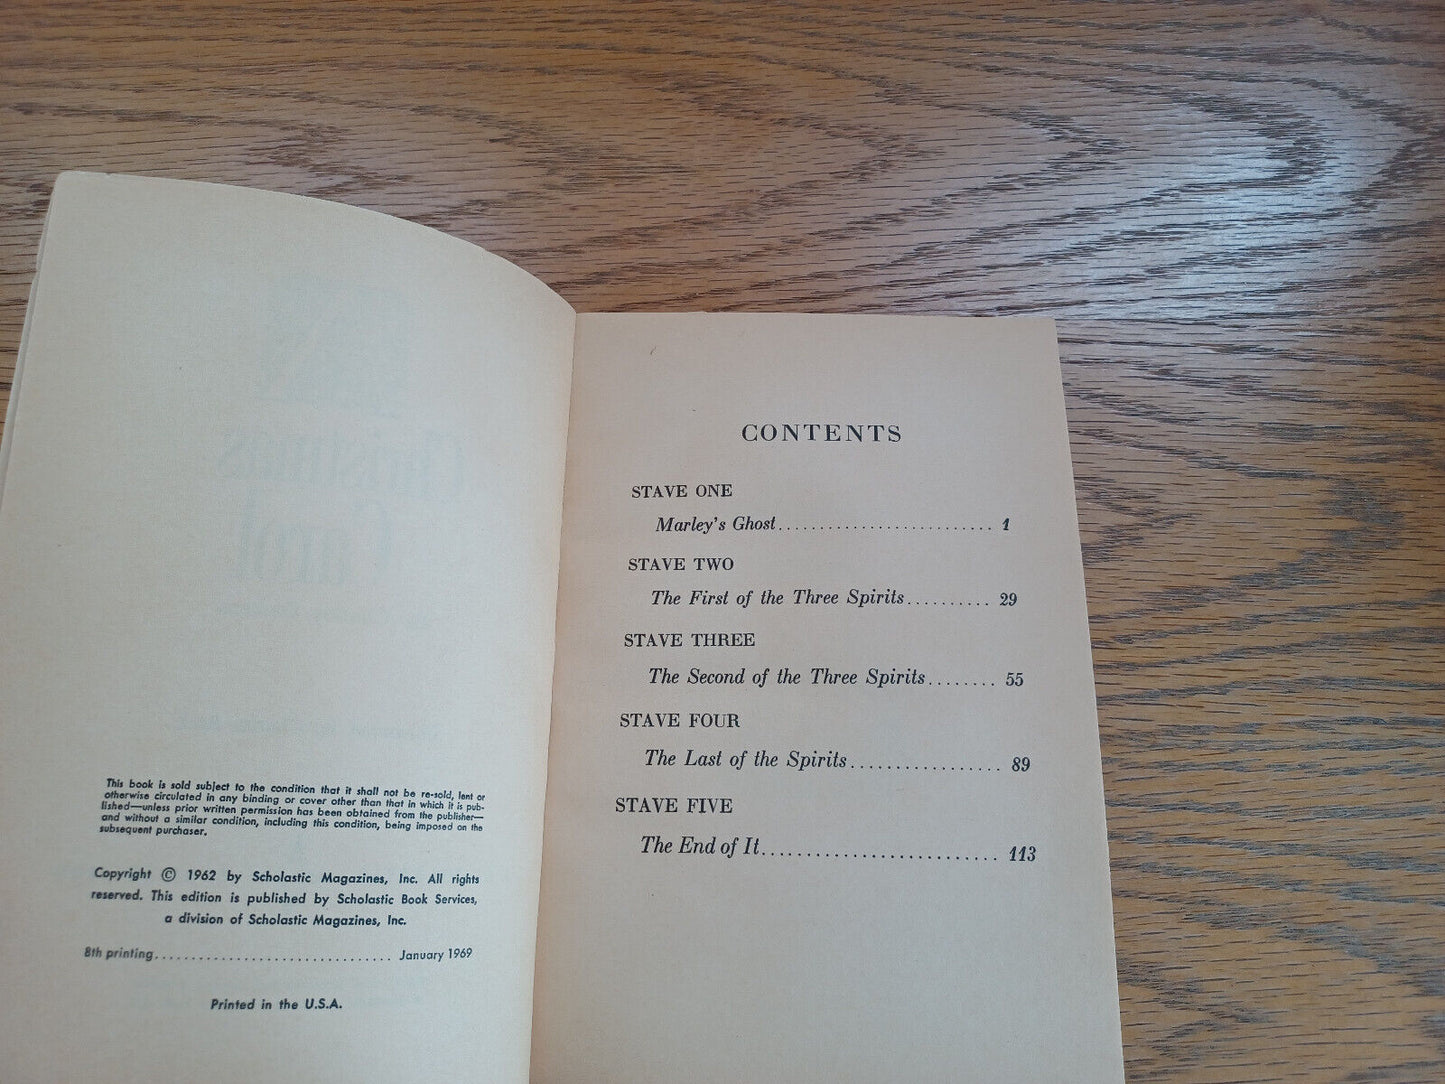 This book is sold subject to the condition that it shall not be re-sold, lent or
otherwise circulated in any binding or cover other than that in which it is pub-
lished—unless prior written permission has been obtained from the publisher—
and without a similar condition, including this condition, being imposed on the
subsequent purchaser.
Copyright © 1962 by Scholastic Magazines, Inc. All rights
reserved. This edition is published by Scholastic Book Services,
a division of Scholastic Magazines, Inc.
8th printing................................ January 1969
Printed in the U.S.A.
CONTENTS
STAVE ONE
Marley's Ghost.......................... 1
STAVE TWO
The First of the Three Spirits.......... 29
STAVE THREE
The Second of the Three Spirits........ 55
STAVE FOUR
The Last of the Spirits................. 89
STAVE FIVE
The End of It.......................... 113